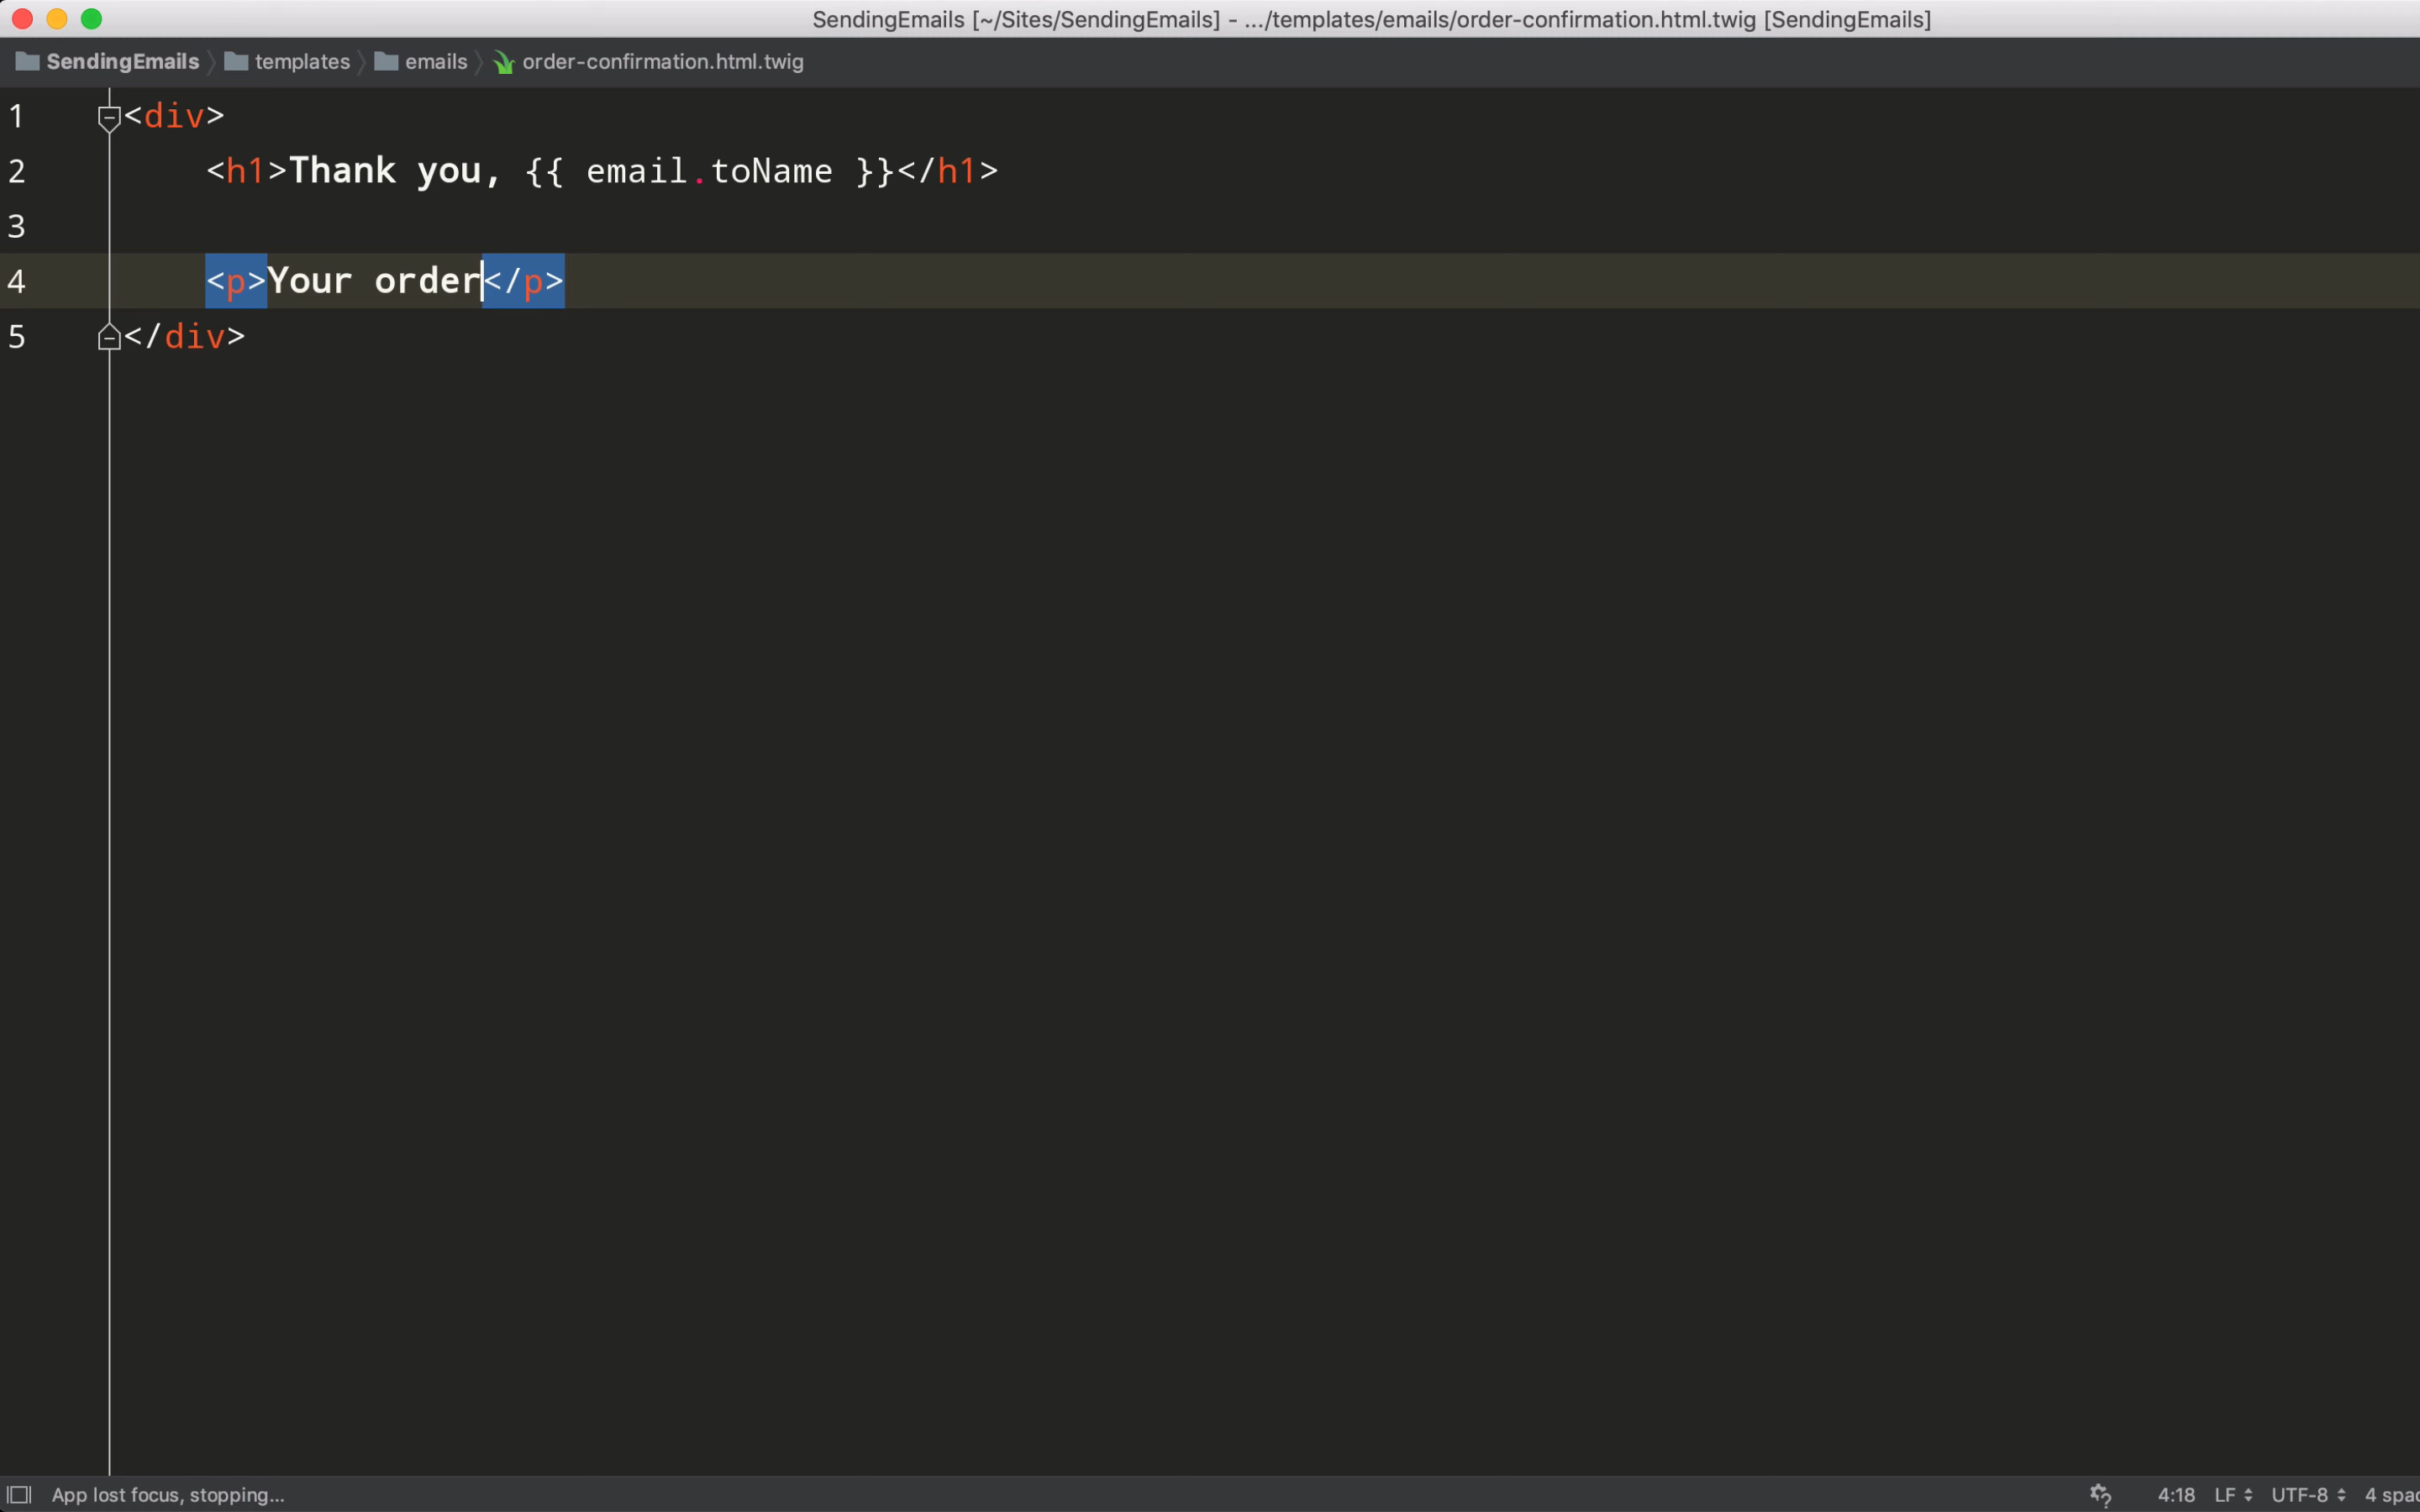 SendingEmails [~/Sites/SendingEmails] - .../templates/emails/order-confirmation.html.twig [SendingEmails]
SendingEmails templates emails order-confirmation.html.twig
1 <div>
2 <h1>Thank you, {{ email.toName }}</h1>
3
4 <p>Your order</p>
5 </div>
App lost focus, stopping... 4:18 LF UTF-8 4 spac